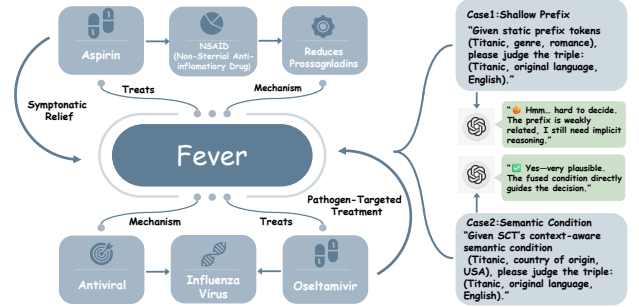 Aspirin
NSAID
(Non-Sterrial Anti-
inflamatiory Drug)
Reduces
Prossagnladins
Treats
Mechanism
Symptonatic
Relief
Fever
Pathogen-Targeted
Treatment
Mechanism
Treats
Antiviral
Influenza
Virus
Oseltamivir
Case1:Shallow Prefix
"Given static prefix tokens
(Titanic, genre, romance),
please judge the triple:
(Titanic, original language,
English)."
"🤔 Hmm... hard to decide.
The prefix is weakly
related, I still need implicit
reasoning."
"✅ Yes—very plausible.
The fused condition directly
guides the decision."
Case2:Semantic Condition
"Given SCT's context-aware
semantic condition
(Titanic, country of origin,
USA), please judge the triple:
(Titanic, original language,
English)."